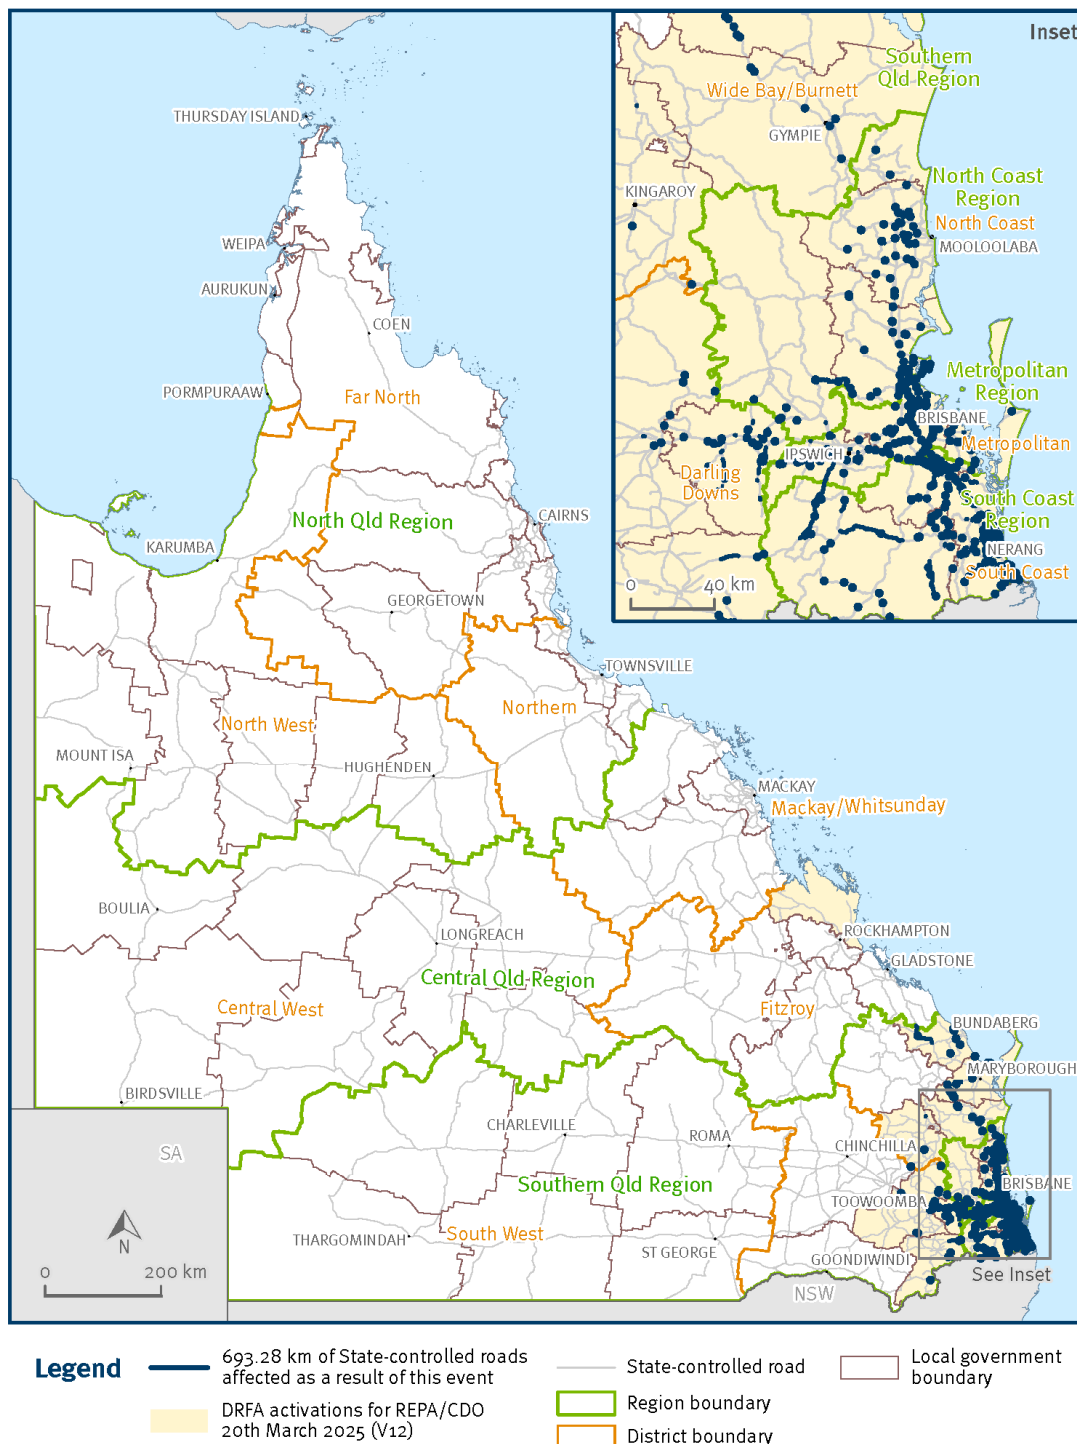 Inset
Southern
Qld Region
Wide Bay/Burnett
GYMPIE
KINGAROY
North Coast
Region
North Coast
MOOLOOLABA
Metropolitan
Region
BRISBANE
Metropolitan
IPSWICH
Darling
Downs
South Coast
Region
NERANG
South Coast
0 40 km
THURSDAY ISLAND
WEIPA
AURUKUN
COEN
PORMPURAAW
Far North
North Qld Region
CAIRNS
KARUMBA
GEORGETOWN
TOWNSVILLE
Northern
North West
MOUNT ISA
HUGHENDEN
MACKAY
Mackay/Whitsunday
BOULIA
LONGREACH
ROCKHAMPTON
GLADSTONE
Central Qld Region
Central West
Fitzroy
BUNDABERG
MARYBOROUGH
BIRDSVILLE
CHARLEVILLE
ROMA
CHINCHILLA
SA
BRISBANE
Southern Qld Region
TOOWOOMBA
South West
THARGOMINDAH
ST GEORGE
GOONDIWINDI
N
See Inset
0 200 km
NSW
Legend
693.28 km of State-controlled roads
affected as a result of this event
DRFA activations for REPA/CDO
20th March 2025 (V12)
State-controlled road
Region boundary
District boundary
Local government
boundary